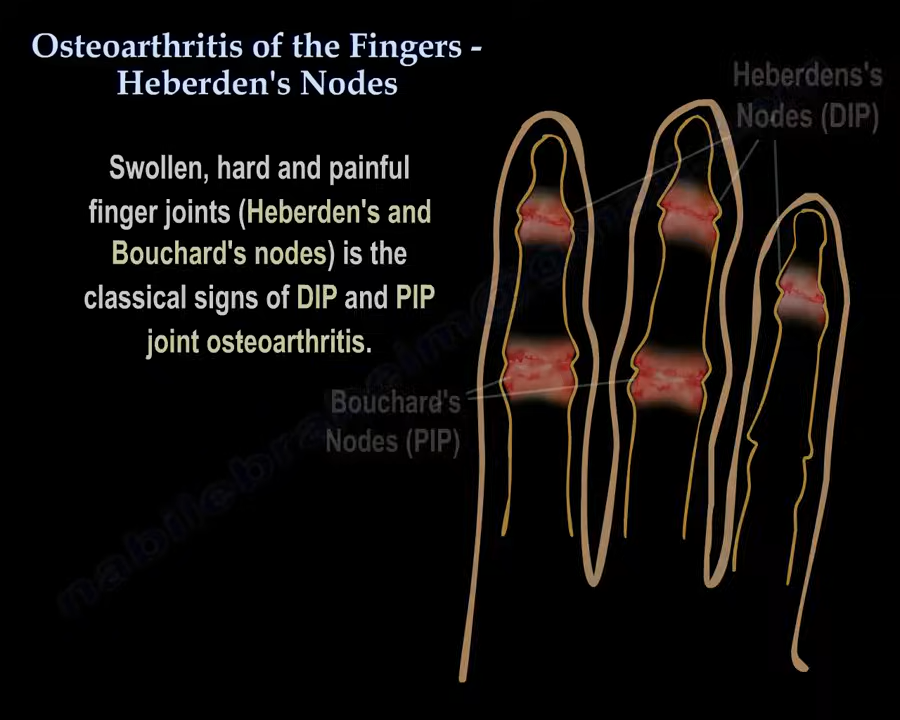 Osteoarthritis of the Fingers -
Heberden's Nodes
Swollen, hard and painful
finger joints (Heberden's and
Bouchard's nodes) is the
classical signs of DIP and PIP
joint osteoarthritis.
Heberdens's
Nodes (DIP)
Bouchard's
Nodes (PIP)